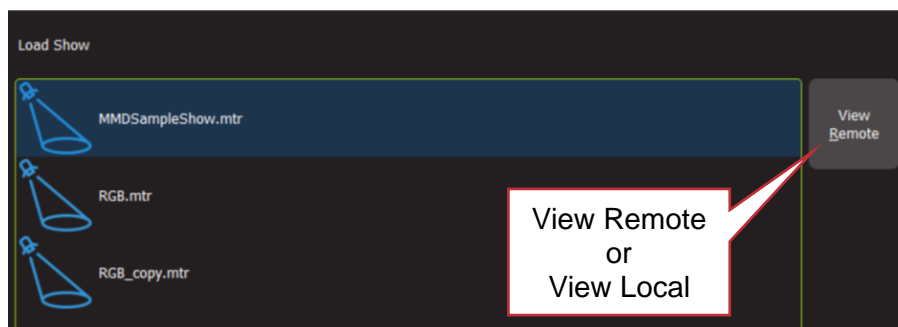 Load Show
MMDSampleShow.mtr
View
Remote
RGB.mtr
View Remote
or
View Local
RGB_copy.mtr